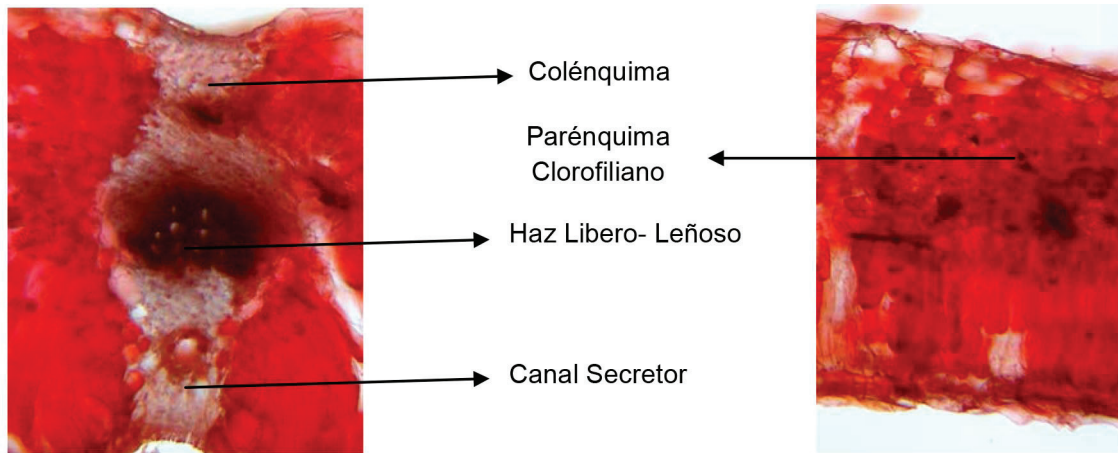 Colénquima
Parénquima
Clorofiliano
Haz Libero- Leñoso
Canal Secretor